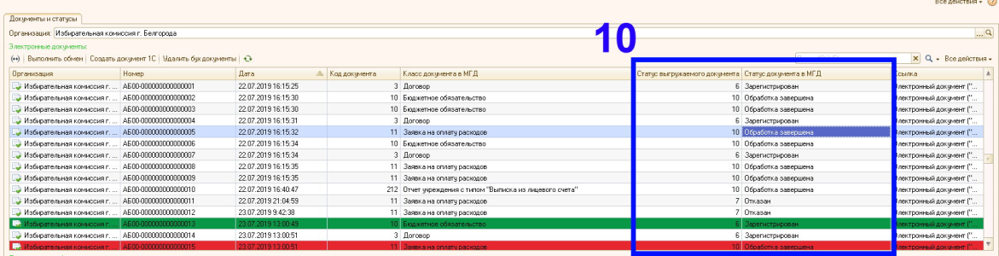 Все действия
Документы и статусы
Организация: Избирательная комиссия г. Белгорода
10
Электронные документы:
Выполнить обмен Создать документ 1С Удалить бух документы
Все действия
Организация Номер Дата Код документа Класс документа в МГД Статус выгружаемого документа Статус документа в МГД Ссылка
Избирательная комиссия г. ... АБ00-000000000000001 22.07.2019 16:15:25 3 Договор 6 Зарегистрирован Электронный документ ("...
Избирательная комиссия г. ... АБ00-000000000000002 22.07.2019 16:15:30 10 Бюджетное обязательство 10 Обработка завершена Электронный документ ("...
Избирательная комиссия г. ... АБ00-000000000000003 22.07.2019 16:15:30 10 Бюджетное обязательство 10 Обработка завершена Электронный документ ("...
Избирательная комиссия г. ... АБ00-000000000000004 22.07.2019 16:15:31 3 Договор 6 Зарегистрирован Электронный документ ("...
Избирательная комиссия г. ... АБ00-000000000000005 22.07.2019 16:15:32 11 Заявка на оплату расходов 10 Обработка завершена Электронный документ ("...
Избирательная комиссия г. ... АБ00-000000000000006 22.07.2019 16:15:34 10 Бюджетное обязательство 10 Обработка завершена Электронный документ ("...
Избирательная комиссия г. ... АБ00-000000000000007 22.07.2019 16:15:34 3 Договор 6 Зарегистрирован Электронный документ ("...
Избирательная комиссия г. ... АБ00-000000000000008 22.07.2019 16:15:35 11 Заявка на оплату расходов 10 Обработка завершена Электронный документ ("...
Избирательная комиссия г. ... АБ00-000000000000009 22.07.2019 16:15:35 11 Заявка на оплату расходов 10 Обработка завершена Электронный документ ("...
Избирательная комиссия г. ... АБ00-000000000000010 22.07.2019 16:40:47 212 Отчет учреждения с типом "Выписка из лицевого счета" 10 Обработка завершена Электронный документ ("...
Избирательная комиссия г. ... АБ00-000000000000011 22.07.2019 21:04:59 11 Заявка на оплату расходов 7 Отказан Электронный документ ("...
Избирательная комиссия г. ... АБ00-000000000000012 23.07.2019 9:42:38 11 Заявка на оплату расходов 7 Отказан Электронный документ ("...
Избирательная комиссия г. ... АБ00-000000000000013 23.07.2019 13:00:49 10 Бюджетное обязательство 6 Зарегистрирован Электронный документ ("...
Избирательная комиссия г. ... АБ00-000000000000014 23.07.2019 13:00:51 3 Договор 6 Зарегистрирован Электронный документ ("...
Избирательная комиссия г. ... АБ00-000000000000015 23.07.2019 13:00:51 11 Заявка на оплату расходов 10 Обработка завершена Электронный документ ("...